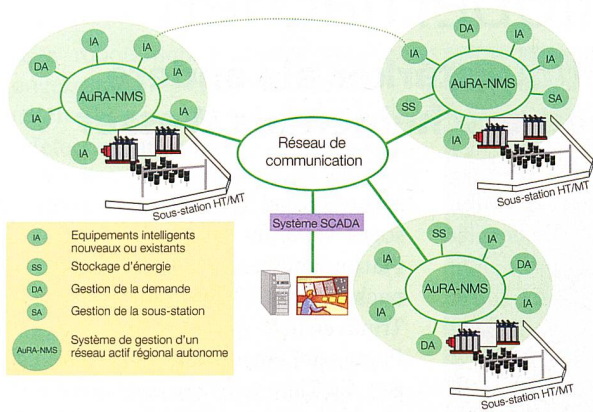 IA
IA
IA
DA
IA
AuRA-NMS
IA
IA
IA
Sous-station HT/MT
DA
IA
IA
IA
AuRA-NMS
SS
SA
IA
Sous-station HT/MT
Réseau de
communication
Système SCADA
SS
IA
IA
DA
AuRA-NMS
IA
IA
DA
Sous-station HT/MT
IA Equipements intelligents
nouveaux ou existants
SS Stockage d'énergie
DA Gestion de la demande
SA Gestion de la sous-station
AuRA-NMS Système de gestion d'un
réseau actif régional autonome